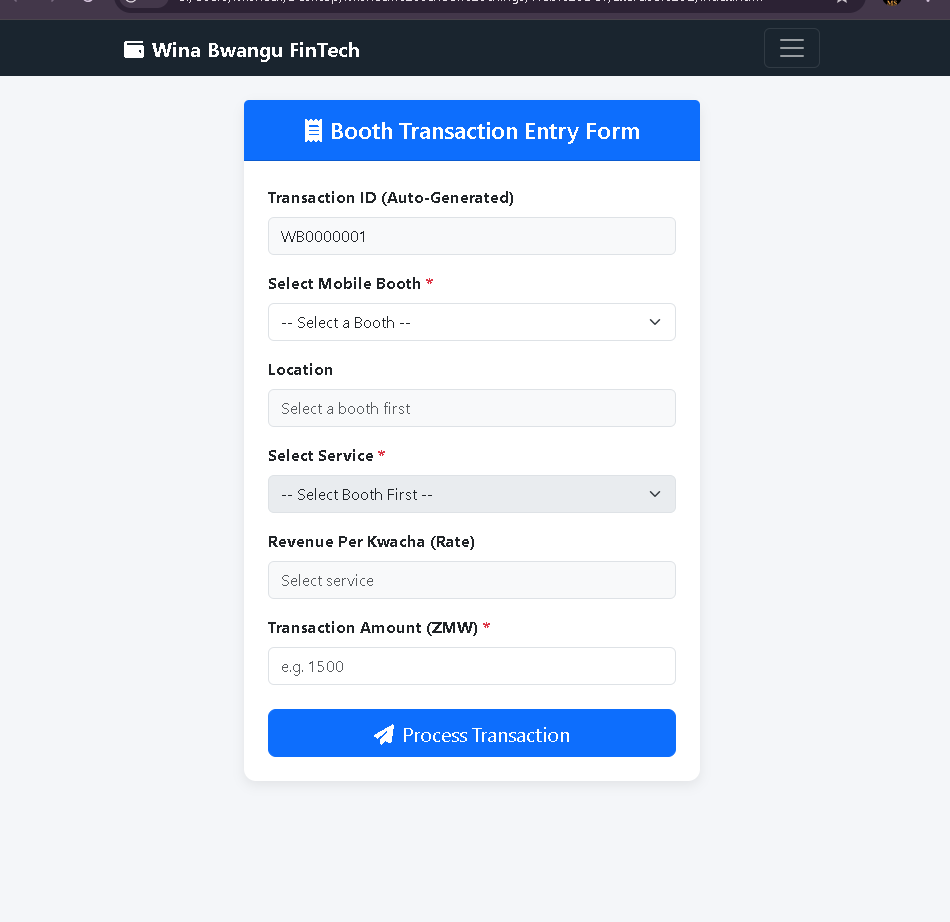 Wina Bwangu FinTech
Booth Transaction Entry Form
Transaction ID (Auto-Generated)
WB0000001
Select Mobile Booth *
-- Select a Booth --
Location
Select a booth first
Select Service *
-- Select Booth First --
Revenue Per Kwacha (Rate)
Select service
Transaction Amount (ZMW) *
e.g. 1500
Process Transaction